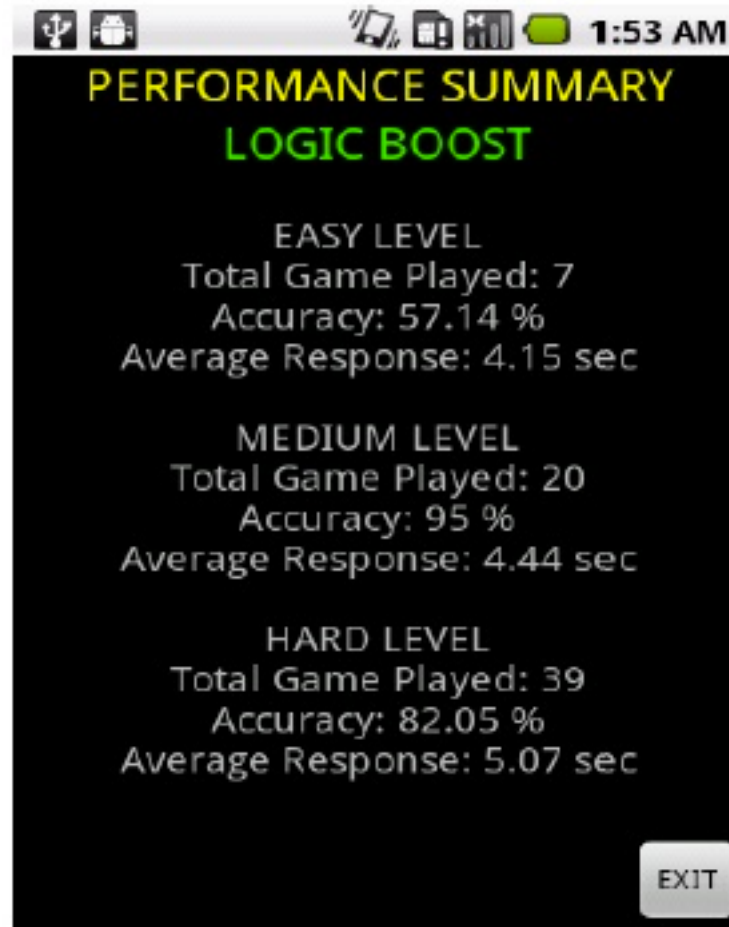 1:53 AM
PERFORMANCE SUMMARY
LOGIC BOOST
EASY LEVEL
Total Game Played: 7
Accuracy: 57.14 %
Average Response: 4.15 sec
MEDIUM LEVEL
Total Game Played: 20
Accuracy: 95 %
Average Response: 4.44 sec
HARD LEVEL
Total Game Played: 39
Accuracy: 82.05 %
Average Response: 5.07 sec
EXIT